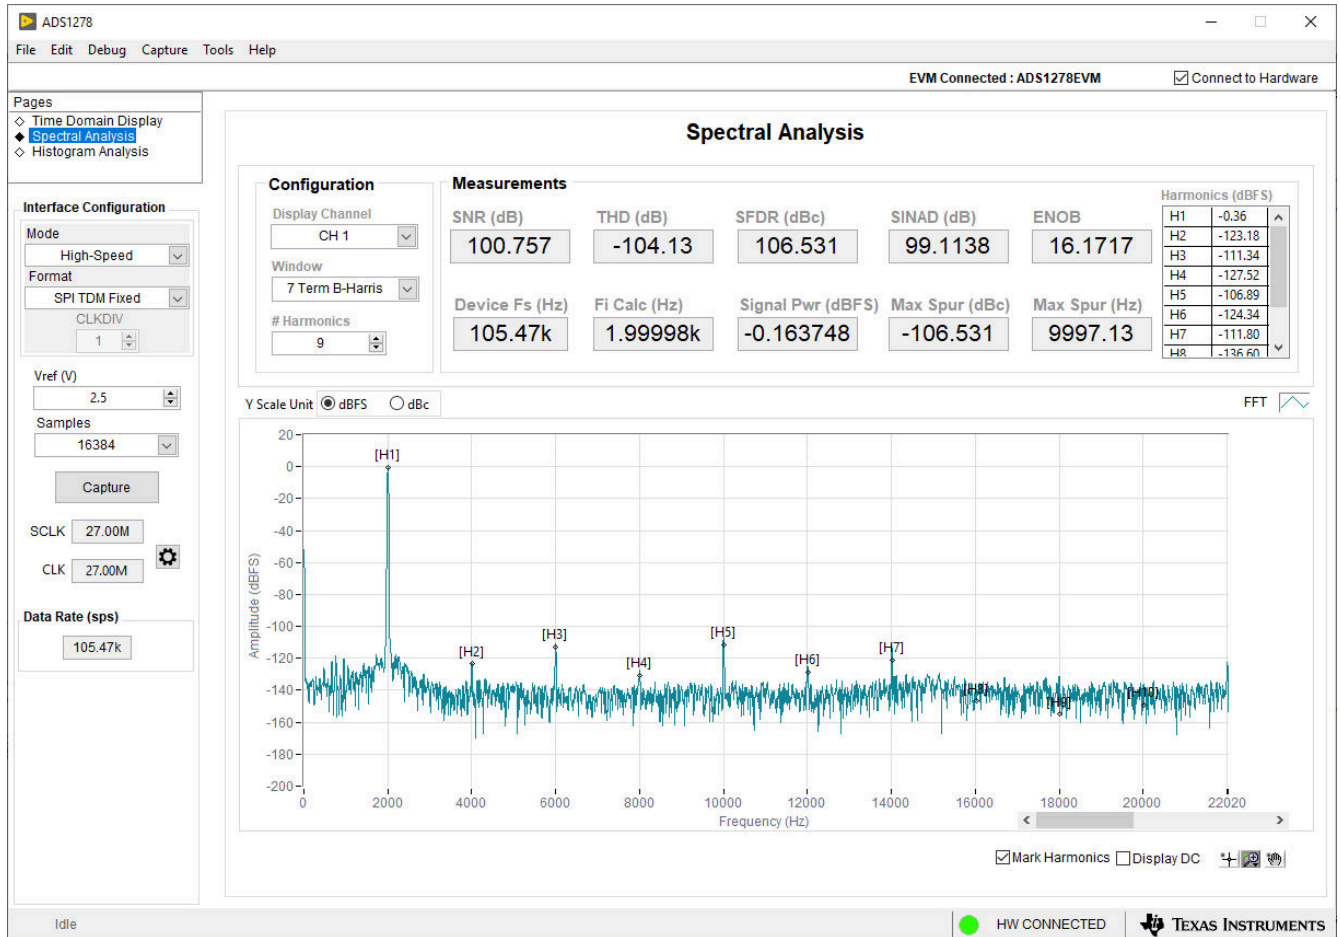 ADS1278
File Edit Debug Capture Tools Help
EVM Connected : ADS1278EVM
Connect to Hardware
Pages
Time Domain Display
Spectral Analysis
Histogram Analysis
Interface Configuration
Mode
High-Speed
Format
SPI TDM Fixed
CLKDIV
1
Vref (V)
2.5
Samples
16384
Capture
SCLK 27.00M
CLK 27.00M
Data Rate (sps)
105.47k
Spectral Analysis
Configuration
Display Channel
CH 1
Window
7 Term B-Harris
# Harmonics
9
Measurements
SNR (dB) THD (dB) SFDR (dBc) SINAD (dB) ENOB
100.757 -104.13 106.531 99.1138 16.1717
Device Fs (Hz) Fi Calc (Hz) Signal Pwr (dBFS) Max Spur (dBc) Max Spur (Hz)
105.47k 1.99998k -0.163748 -106.531 9997.13
Harmonics (dBFS)
H1 -0.36
H2 -123.18
H3 -111.34
H4 -127.52
H5 -106.89
H6 -124.34
H7 -111.80
H8 -136.60
Y Scale Unit dBFS dBc
FFT
20
0
-20
-40
-60
-80
-100
-120
-140
-160
-180
-200
Amplitude (dBFS)
[H1]
[H2]
[H3]
[H4]
[H5]
[H6]
[H7]
[H8]
[H9]
[H10]
0 2000 4000 6000 8000 10000 12000 14000 16000 18000 20000 22020
Frequency (Hz)
Mark Harmonics Display DC
Idle
HW CONNECTED
TEXAS INSTRUMENTS